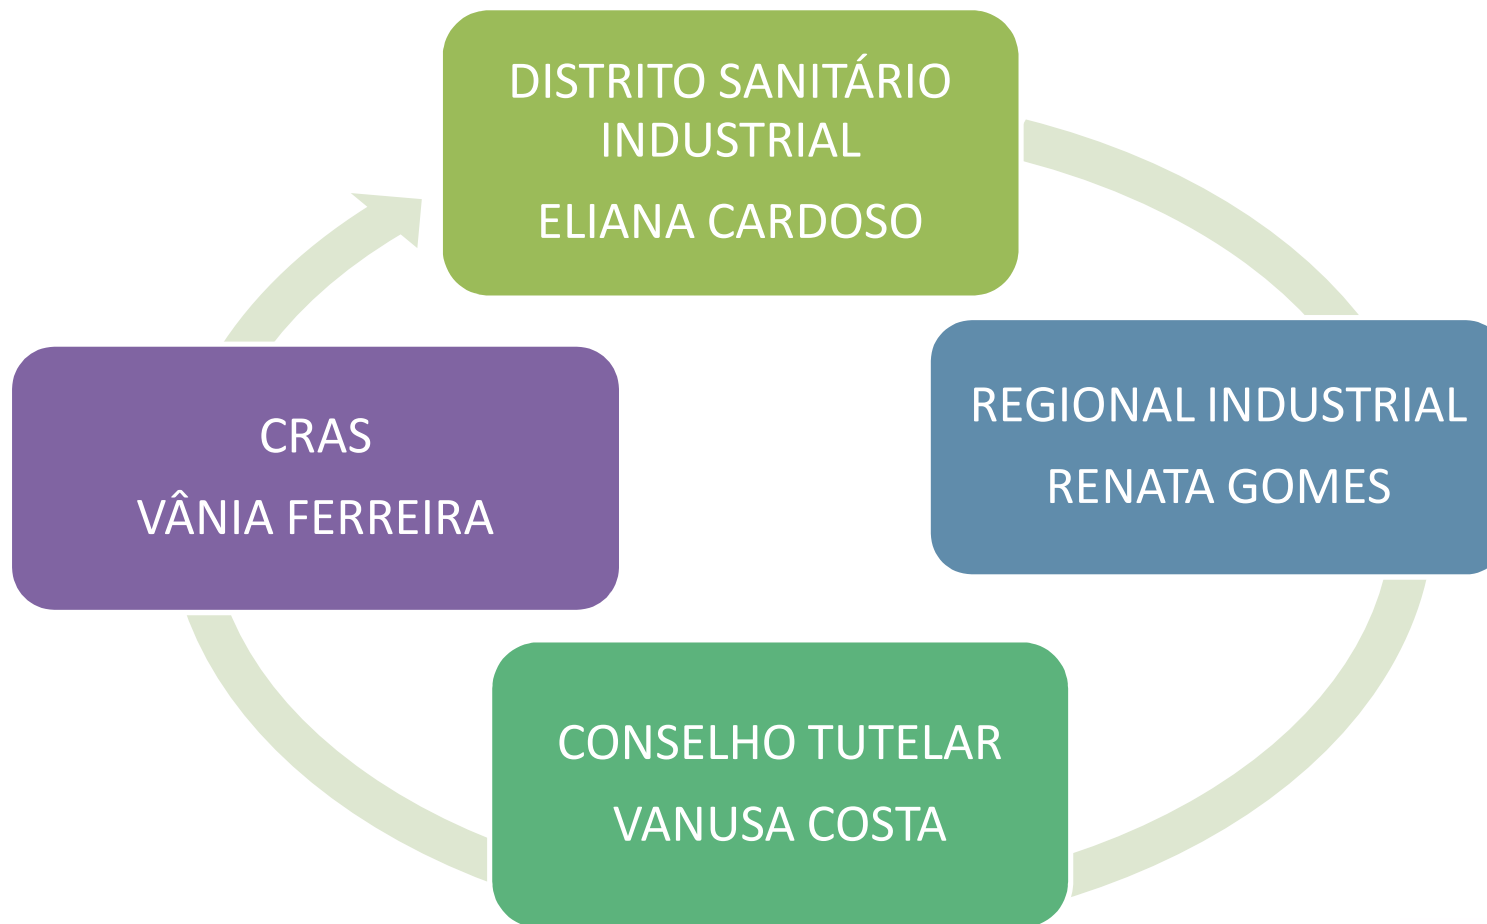 DISTRITO SANITÁRIO
INDUSTRIAL
ELIANA CARDOSO
REGIONAL INDUSTRIAL
RENATA GOMES
CONSELHO TUTELAR
VANUSA COSTA
CRAS
VÂNIA FERREIRA